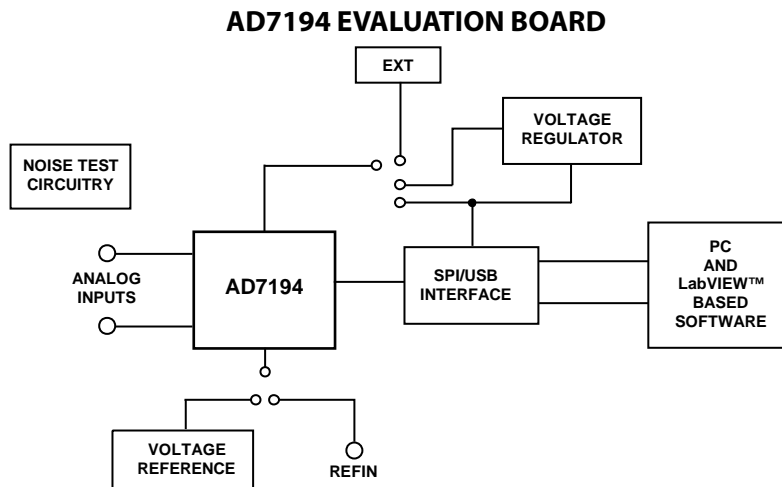 AD7194 EVALUATION BOARD
EXT
VOLTAGE
REGULATOR
NOISE TEST
CIRCUITRY
ANALOG
INPUTS
AD7194
SPI/USB
INTERFACE
PC
AND
LabVIEW™
BASED
SOFTWARE
VOLTAGE
REFERENCE
REFIN